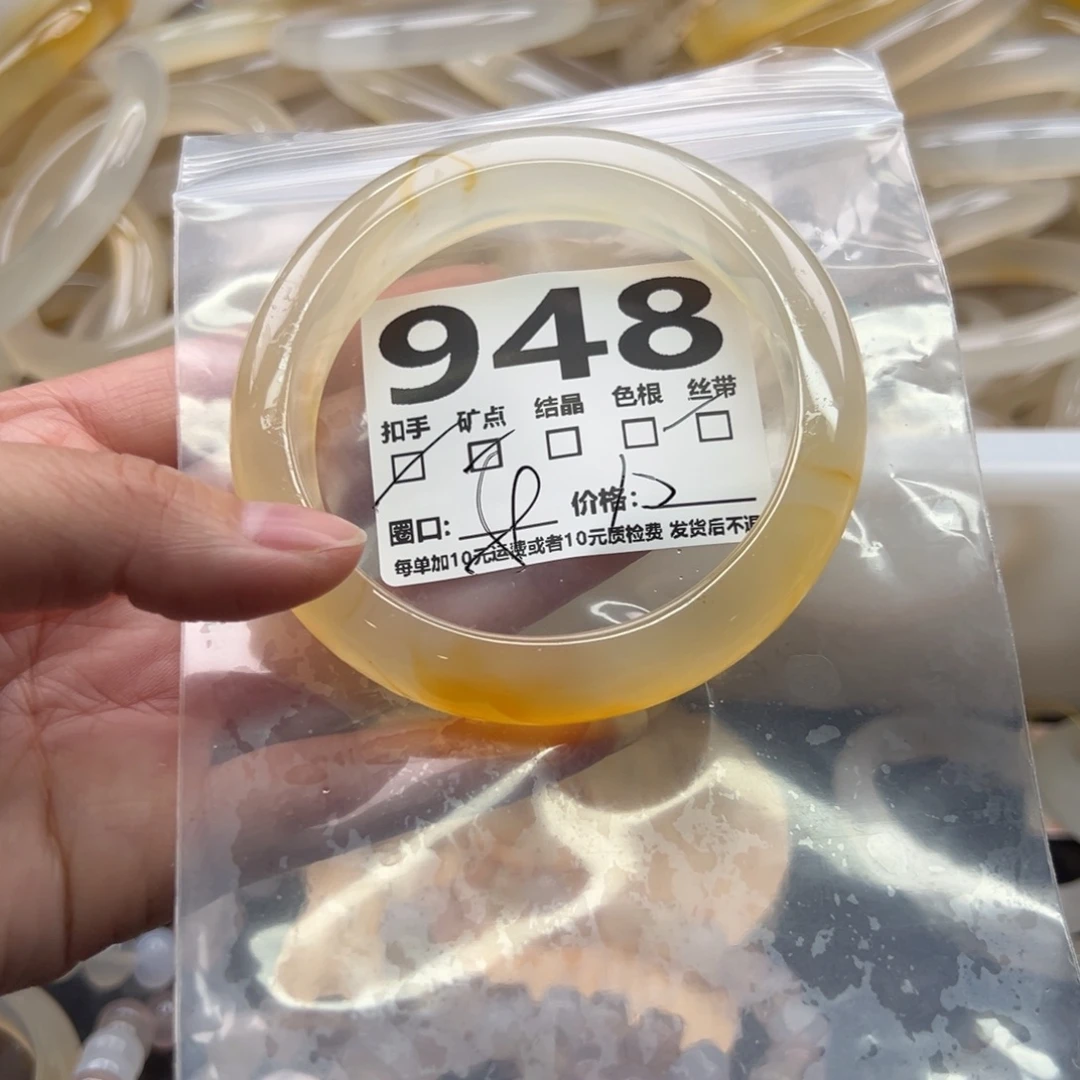 948
扣手 矿点 结晶 色根 丝带
圈口: 价格:
每单加10元运费或者10元质检费 发货后不退